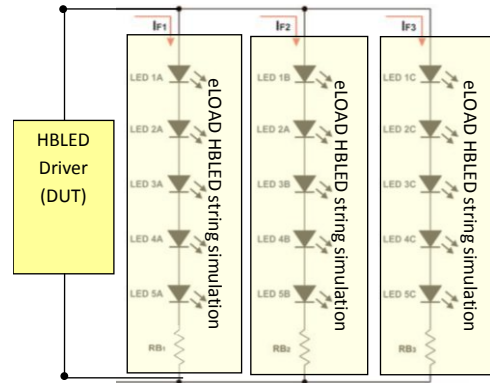 IF1
IF2
IF3
HBLED
Driver
(DUT)
LED 1A
LED 2A
LED 3A
LED 4A
LED 5A
RB1
eLOAD HBLED string simulation
LED 1B
LED 2A
LED 3B
LED 4B
LED 5B
RB2
eLOAD HBLED string simulation
LED 1C
LED 2C
LED 3C
LED 4C
LED 5C
RB3
eLOAD HBLED string simulation